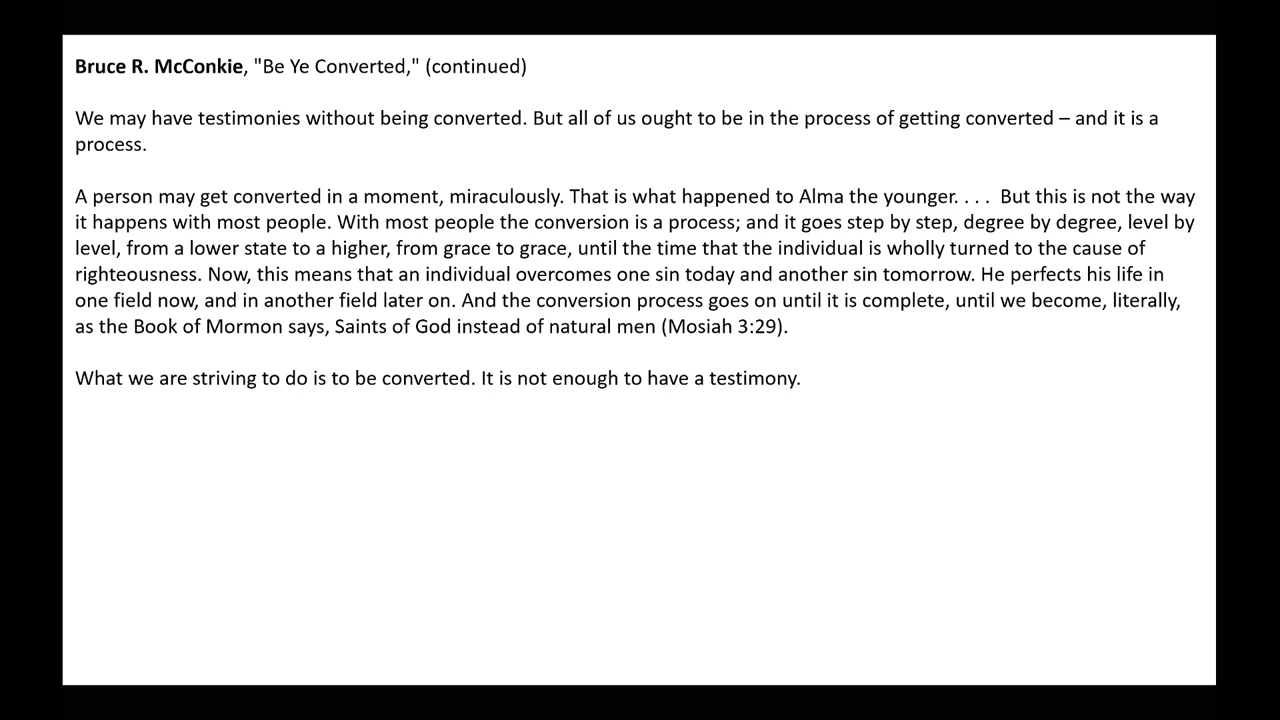 Bruce R. McConkie, "Be Ye Converted," (continued)
We may have testimonies without being converted. But all of us ought to be in the process of getting converted – and it is a
process.
A person may get converted in a moment, miraculously. That is what happened to Alma the younger. . . .  But this is not the way
it happens with most people. With most people the conversion is a process; and it goes step by step, degree by degree, level by
level, from a lower state to a higher, from grace to grace, until the time that the individual is wholly turned to the cause of
righteousness. Now, this means that an individual overcomes one sin today and another sin tomorrow. He perfects his life in
one field now, and in another field later on. And the conversion process goes on until it is complete, until we become, literally,
as the Book of Mormon says, Saints of God instead of natural men (Mosiah 3:29).
What we are striving to do is to be converted. It is not enough to have a testimony.